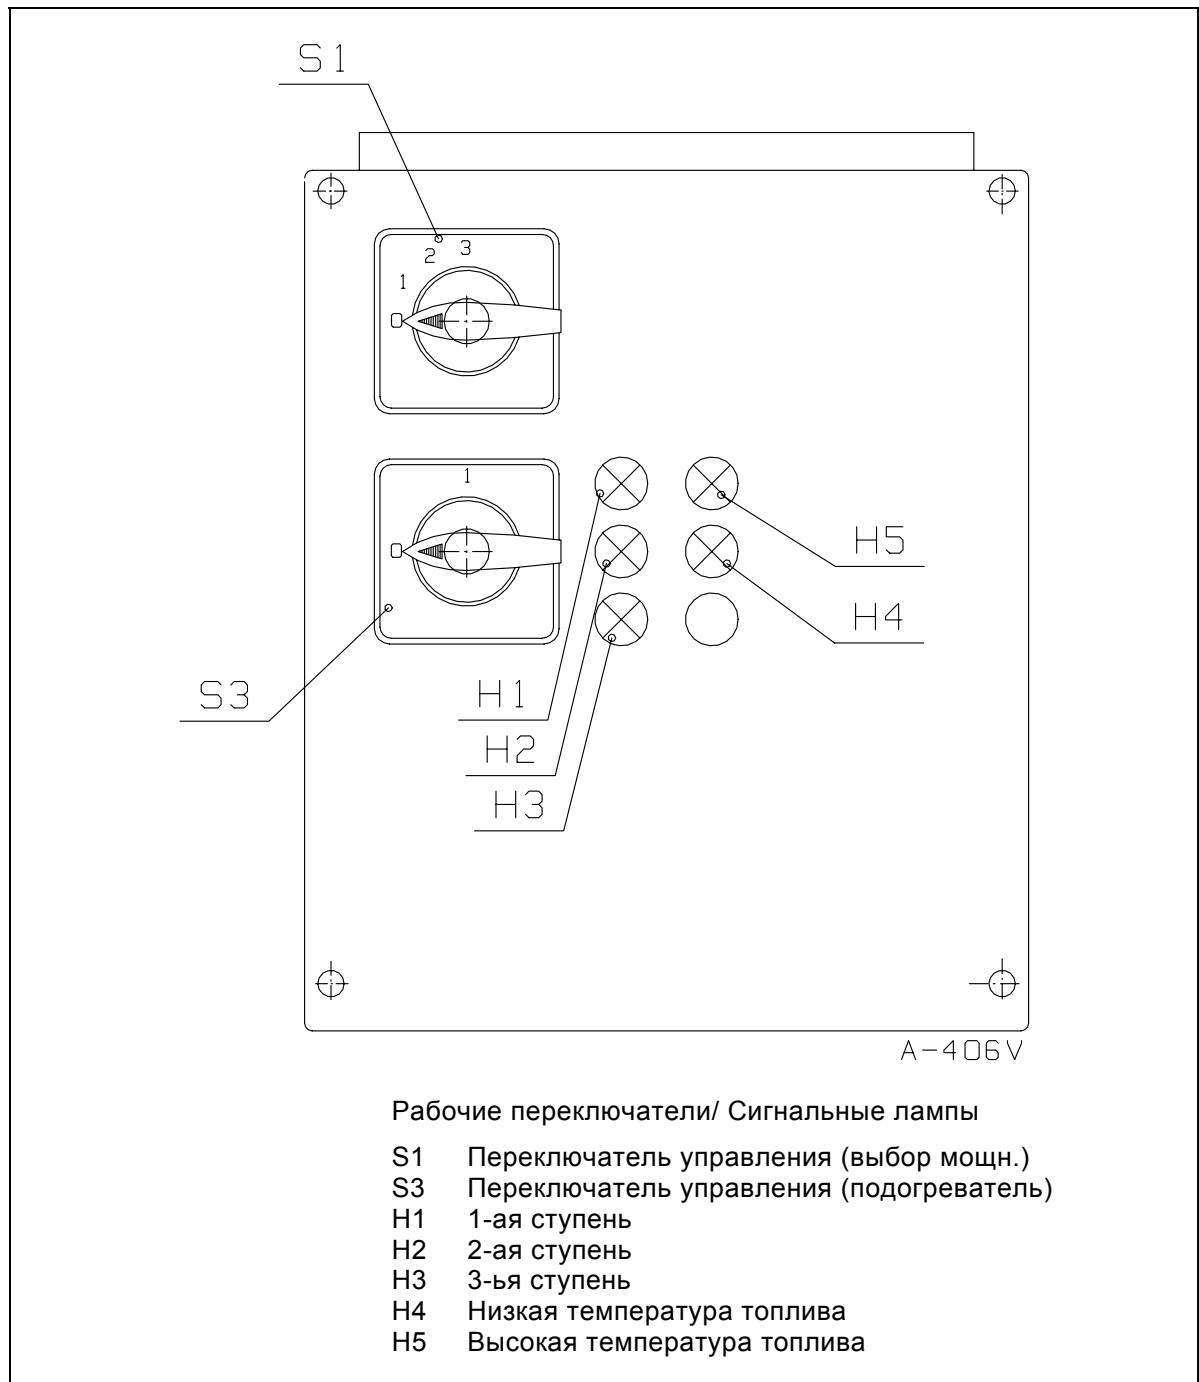 S1
2 3
1
0
1
0
H5
H4
S3
H1
H2
H3
A-406V
Рабочие переключатели/ Сигнальные лампы
S1 Переключатель управления (выбор мощн.)
S3 Переключатель управления (подогреватель)
H1 1-ая ступень
H2 2-ая ступень
H3 3-ья ступень
H4 Низкая температура топлива
H5 Высокая температура топлива